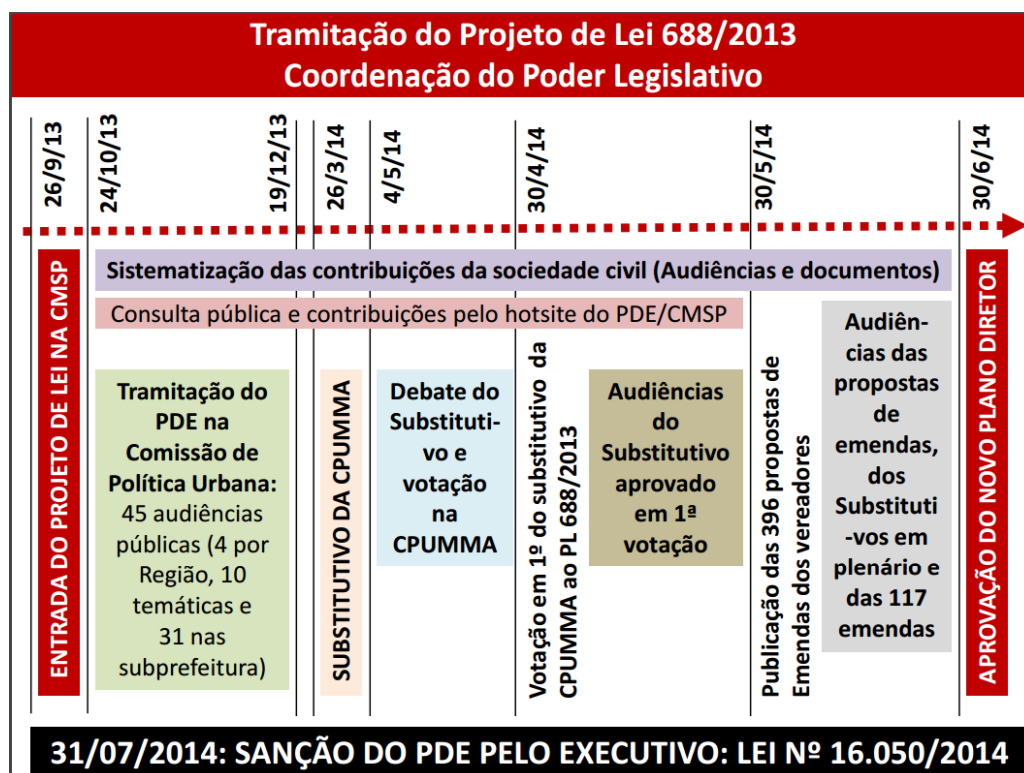 Tramitação do Projeto de Lei 688/2013
Coordenação do Poder Legislativo
26/9/13
24/10/13
19/12/13
26/3/14
4/5/14
30/4/14
30/5/14
30/6/14
ENTRADA DO PROJETO DE LEI NA CMSP
Sistematização das contribuições da sociedade civil (Audiências e documentos)
Consulta pública e contribuições pelo hotsite do PDE/CMSP
Tramitação do
PDE na
Comissão de
Política Urbana:
45 audiências
públicas (4 por
Região, 10
temáticas e
31 nas
subprefeitura)
SUBSTITUTIVO DA CPUMMA
Debate do
Substituti-
vo e
votação
na
CPUMMA
Votação em 1º do substitutivo da
CPUMMA ao PL 688/2013
Audiências
do
Substitutivo
aprovado
em 1ª
votação
Publicação das 396 propostas de
Emendas dos vereadores
Audiên-
cias das
propostas
de
emendas,
dos
Substituti
-vos em
plenário e
das 117
emendas
APROVAÇÃO DO NOVO PLANO DIRETOR
31/07/2014: SANÇÃO DO PDE PELO EXECUTIVO: LEI Nº 16.050/2014